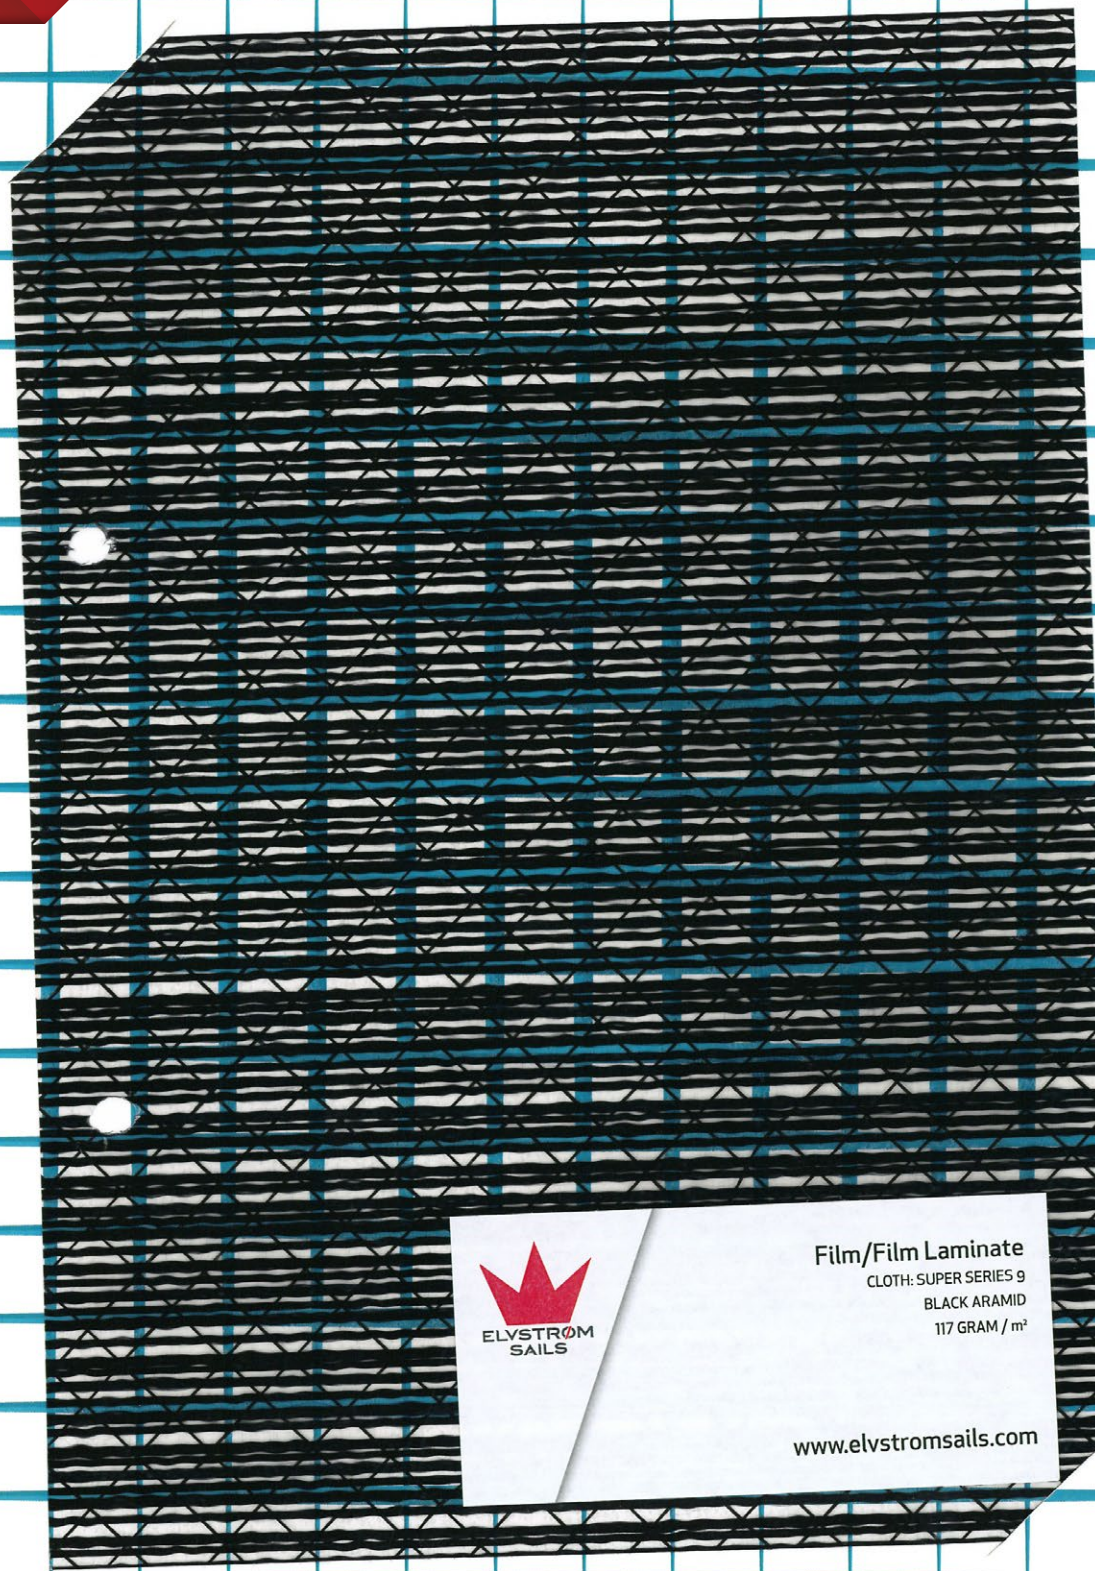 ELVSTRØM
SAILS
Film/Film Laminate
CLOTH: SUPER SERIES 9
BLACK ARAMID
117 GRAM / m²
www.elvstromsails.com